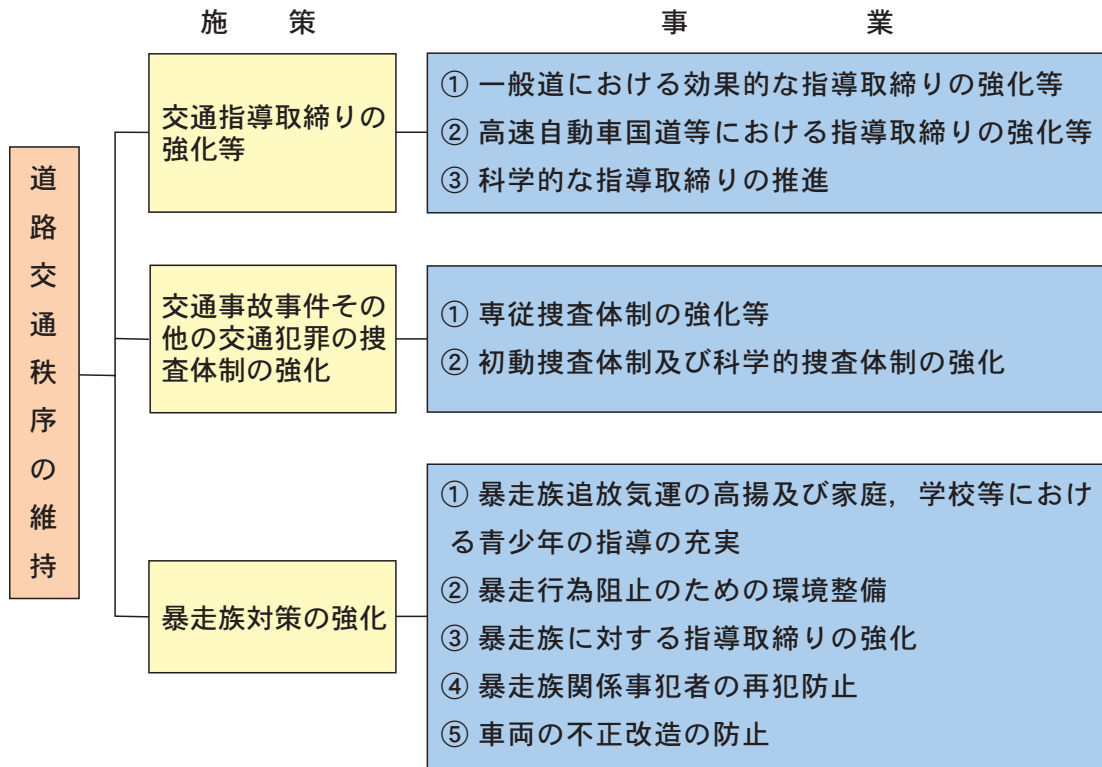 施策
事業
道路交通秩序の維持
交通指導取締りの
強化等
① 一般道における効果的な指導取締りの強化等
② 高速自動車国道等における指導取締りの強化等
③ 科学的な指導取締りの推進
交通事故事件その
他の交通犯罪の捜
査体制の強化
① 専従捜査体制の強化等
② 初動捜査体制及び科学的捜査体制の強化
暴走族対策の強化
① 暴走族追放気運の高揚及び家庭，学校等におけ
る青少年の指導の充実
② 暴走行為阻止のための環境整備
③ 暴走族に対する指導取締りの強化
④ 暴走族関係事犯者の再犯防止
⑤ 車両の不正改造の防止